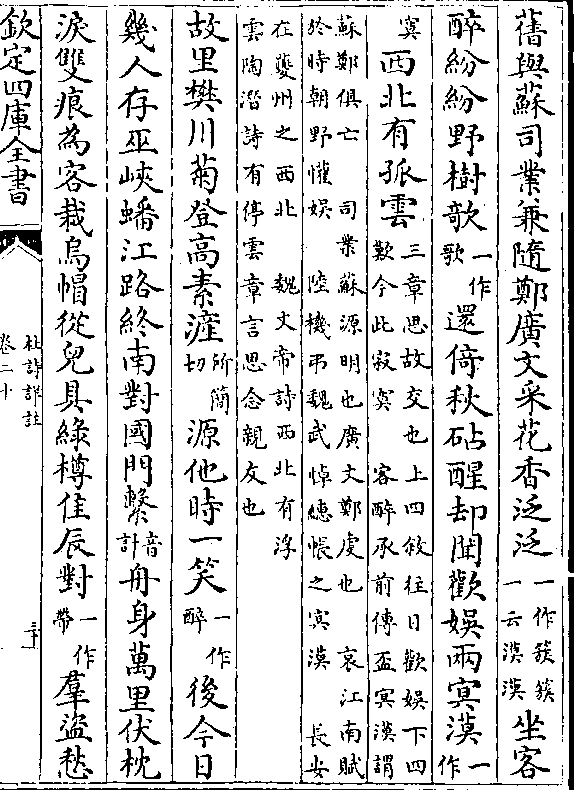 舊與蘇司業兼隨鄭廣文采花香泛泛一作簇簇一云漠漠坐客
醉紛紛野樹歌一作歌還倚秋砧醒却聞歡娛兩冥漠一作
寞西北有孤雲三章思故交也上四敘往日歡娛下四歎今此寂寞　客醉承前傳盃冥漠謂
蘇鄭俱亡　司業蘇源明也廣文鄭虔也　哀江南賦於時朝野懽娛　陸機弔魏武悼繐帳之冥漠　長安
在夔州之西北　魏文帝詩西北有浮雲陶潛詩有停雲章言思念親友也
故里樊川菊登高素滻所簡切源他時一笑一作醉後今日
幾人存巫峽蟠江路終南對國門繫音計舟身萬里伏枕
淚雙痕為客裁烏帽從兒具綠樽佳辰對一作帶羣盜愁
欽定四庫全書
杜詩詳註
卷二十
三十